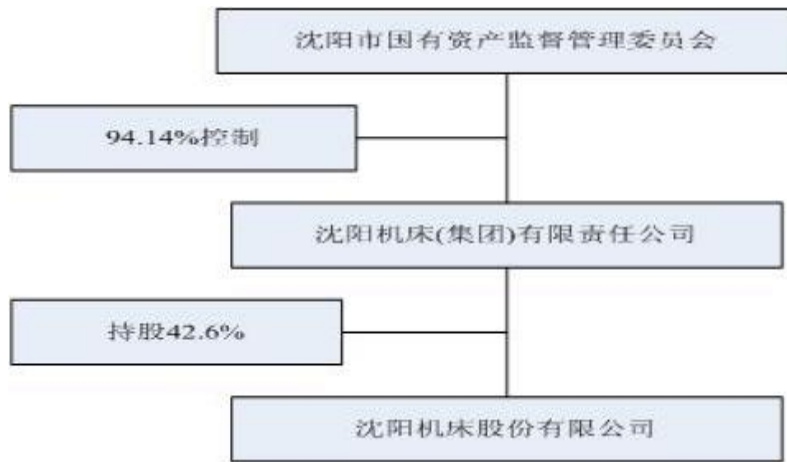 沈阳市国有资产监督管理委员会
94.14%控制
沈阳机床(集团)有限责任公司
持股42.6%
沈阳机床股份有限公司